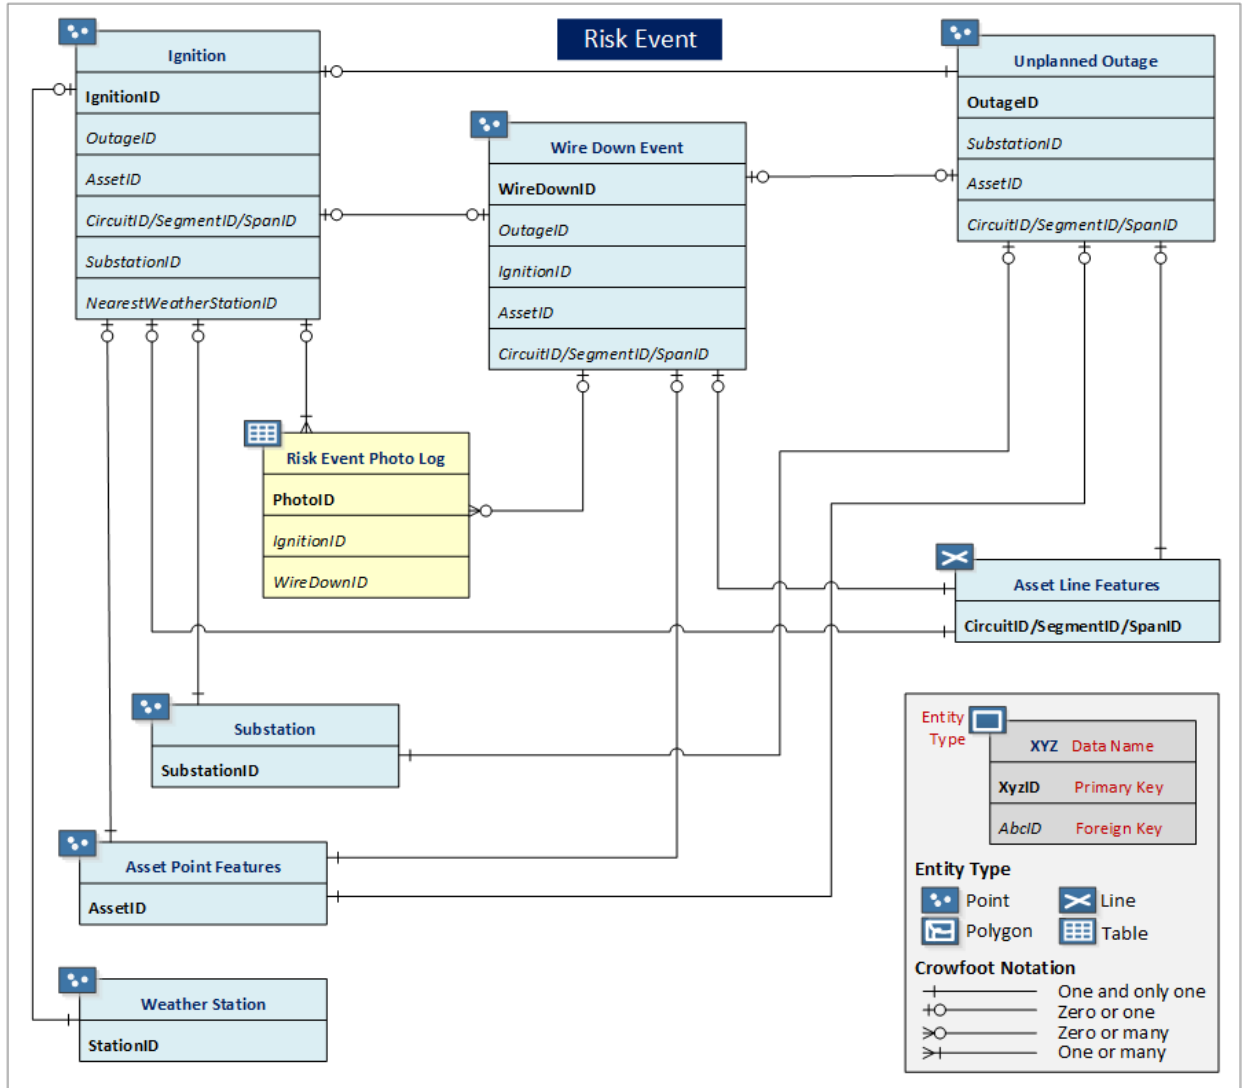 Risk Event
Ignition
IgnitionID
OutageID
AssetID
CircuitID/SegmentID/SpanID
SubstationID
NearestWeatherStationID
Wire Down Event
WireDownID
OutageID
IgnitionID
AssetID
CircuitID/SegmentID/SpanID
Unplanned Outage
OutageID
SubstationID
AssetID
CircuitID/SegmentID/SpanID
Risk Event Photo Log
PhotoID
IgnitionID
WireDownID
Asset Line Features
CircuitID/SegmentID/SpanID
Substation
SubstationID
Asset Point Features
AssetID
Weather Station
StationID
Entity
Type
XYZ Data Name
XyzID Primary Key
AbcID Foreign Key
Entity Type
Point
Line
Polygon
Table
Crowfoot Notation
One and only one
Zero or one
Zero or many
One or many